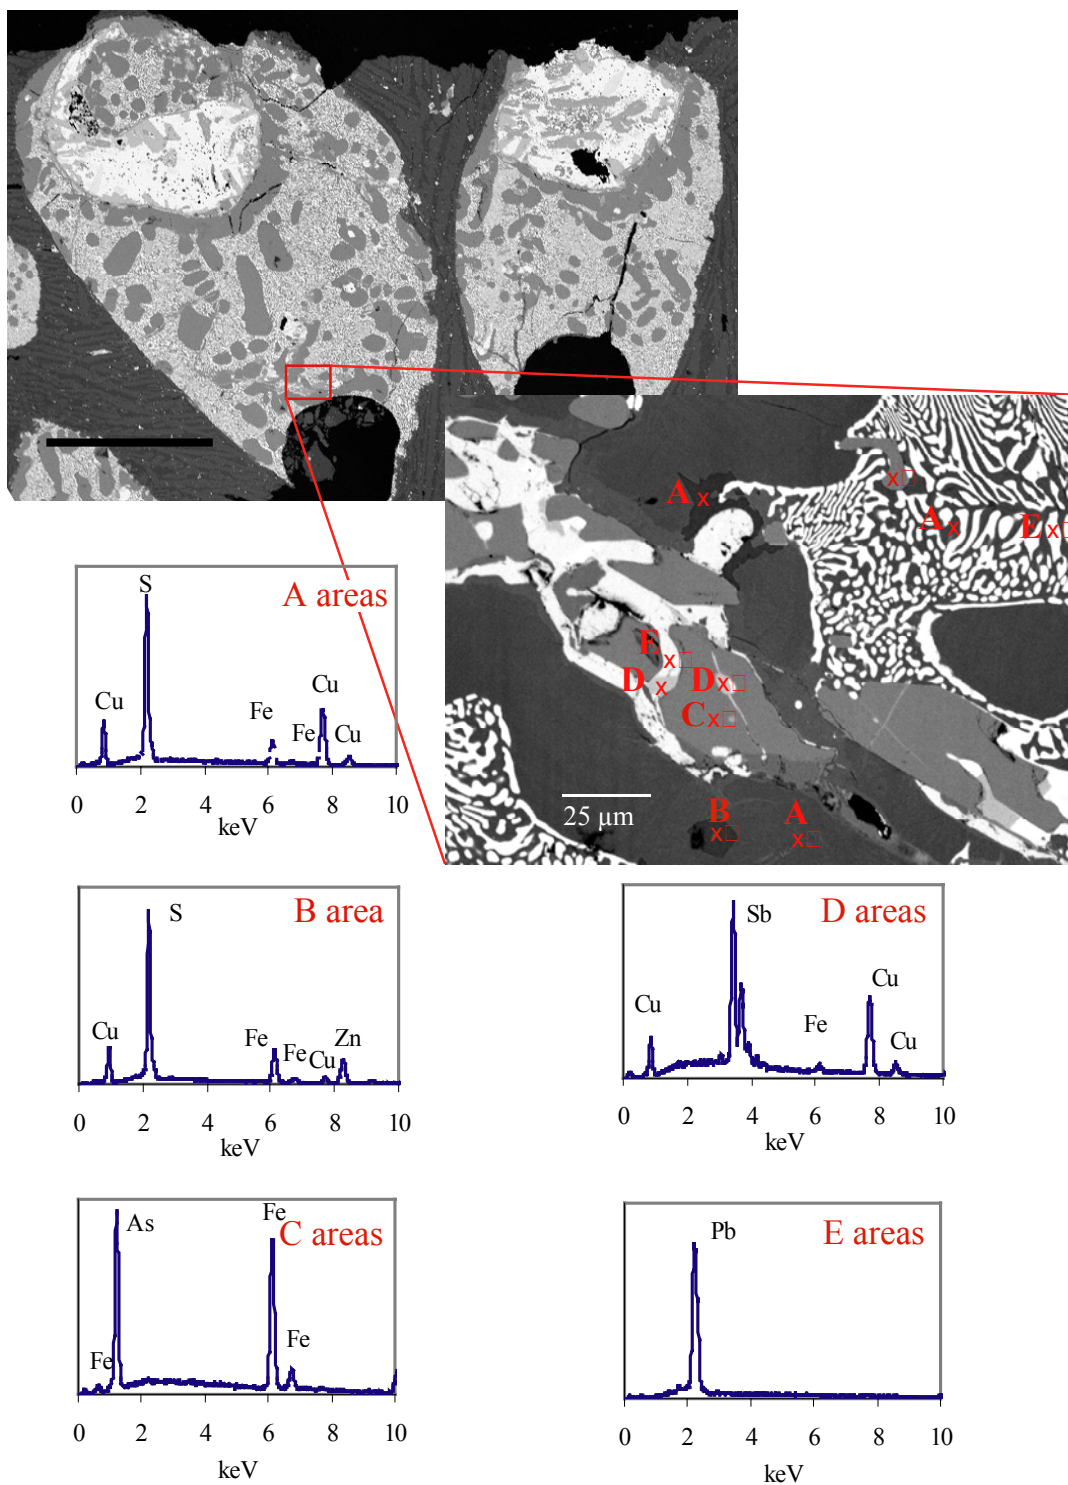 A x
x
A x
E x
E x
D x
D x
C x
25 µm
B
x
A
x
A areas
S
Cu
Fe
Fe
Cu
Cu
0 2 4 6 8 10
keV
B area
S
Cu
Fe
Fe
Cu
Zn
0 2 4 6 8 10
keV
D areas
Sb
Cu
Fe
Cu
Cu
0 2 4 6 8 10
keV
C areas
As
Fe
Fe
Fe
0 2 4 6 8 10
keV
E areas
Pb
0 2 4 6 8 10
keV